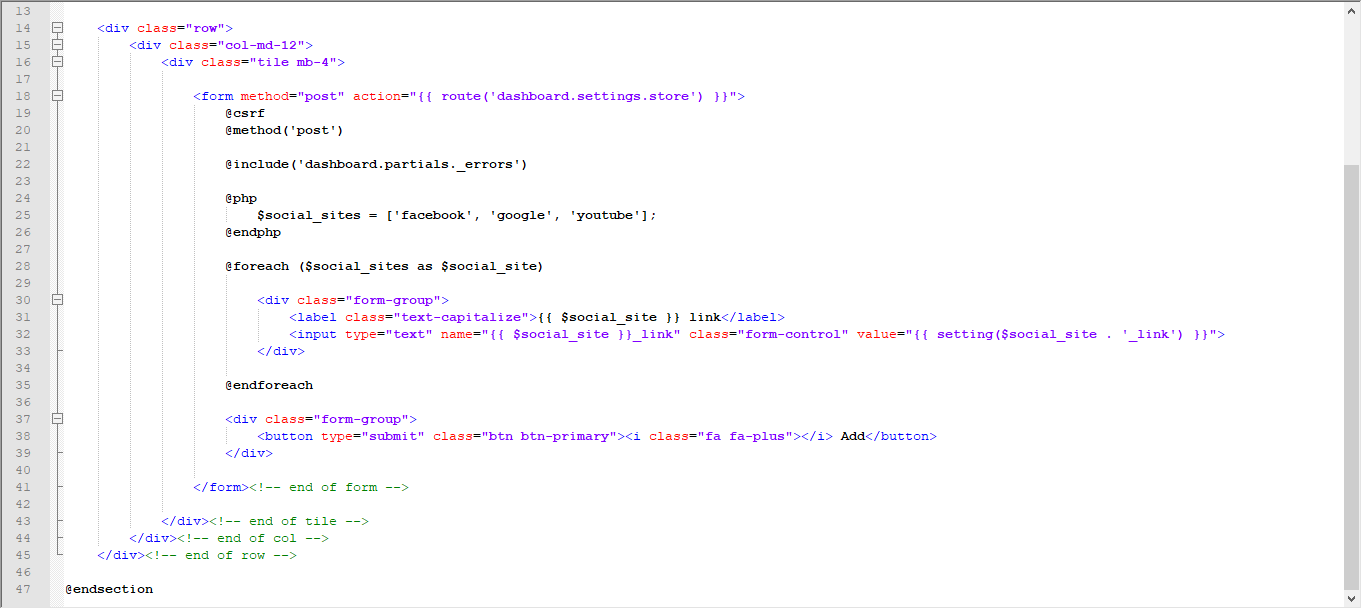 13
14 <div class="row">
15 <div class="col-md-12">
16 <div class="tile mb-4">
17
18 <form method="post" action="{{ route('dashboard.settings.store') }}">
19 @csrf
20 @method('post')
21
22 @include('dashboard.partials._errors')
23
24 @php
25 $social_sites = ['facebook', 'google', 'youtube'];
26 @endphp
27
28 @foreach ($social_sites as $social_site)
29
30 <div class="form-group">
31 <label class="text-capitalize">{{ $social_site }} link</label>
32 <input type="text" name="{{ $social_site }}_link" class="form-control" value="{{ setting($social_site . '_link') }}">
33 </div>
34
35 @endforeach
36
37 <div class="form-group">
38 <button type="submit" class="btn btn-primary"><i class="fa fa-plus"></i> Add</button>
39 </div>
40
41 </form><!-- end of form -->
42
43 </div><!-- end of tile -->
44 </div><!-- end of col -->
45 </div><!-- end of row -->
46
47 @endsection